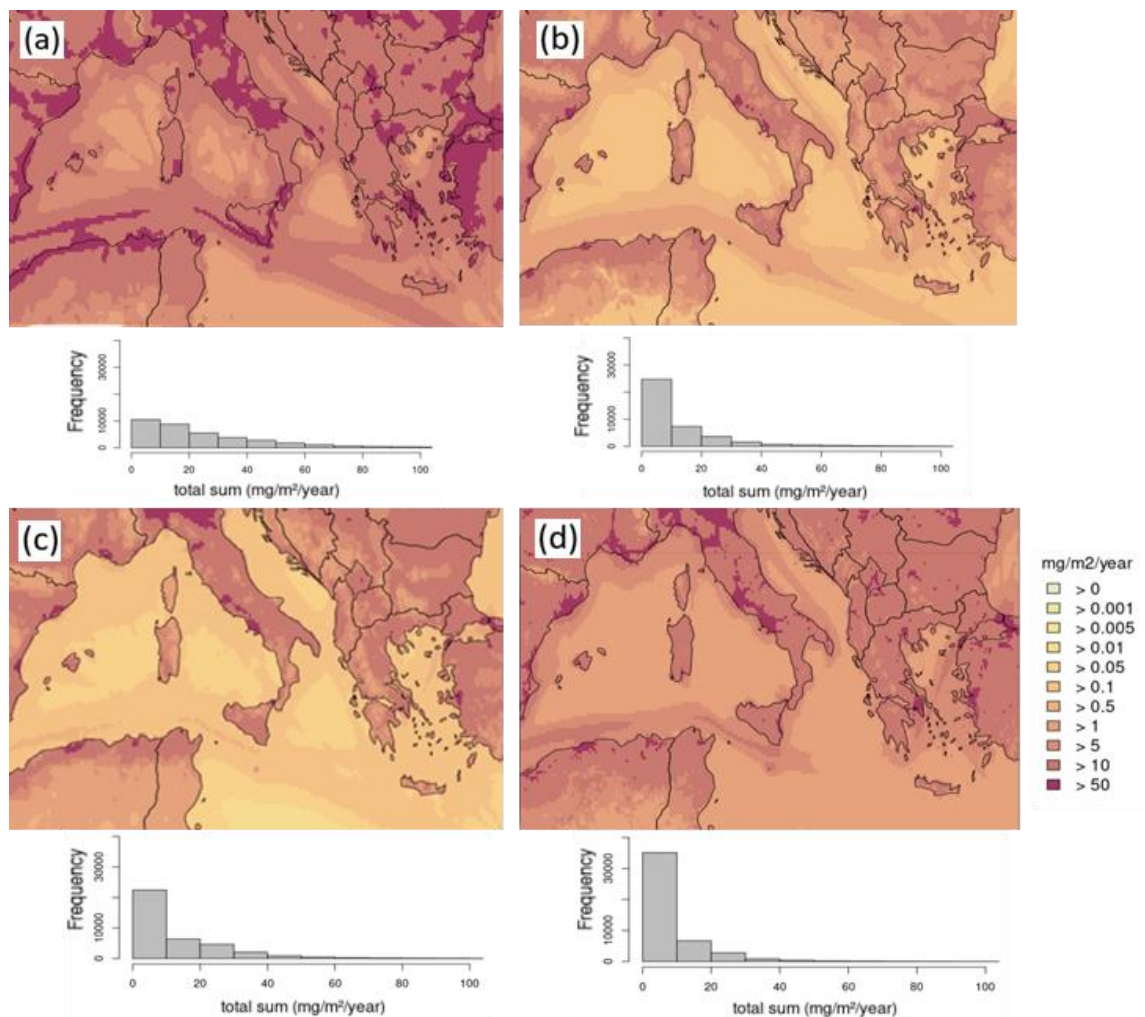 (a)
(b)
Frequency
0 10000 30000
0 20 40 60 80 100
total sum (mg/m²/year)
Frequency
0 10000 30000
0 20 40 60 80 100
total sum (mg/m²/year)
(c)
(d)
mg/m2/year
> 0
> 0.001
> 0.005
> 0.01
> 0.05
> 0.1
> 0.5
> 1
> 5
> 10
> 50
Frequency
0 10000 30000
0 20 40 60 80 100
total sum (mg/m²/year)
Frequency
0 10000 30000
0 20 40 60 80 100
total sum (mg/m²/year)